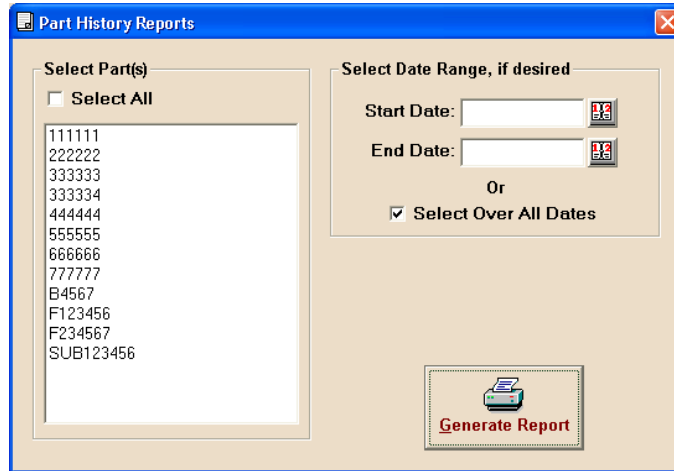 Part History Reports
Select Part(s)
Select All
111111
222222
333333
333334
444444
555555
666666
777777
B4567
F123456
F234567
SUB123456
Select Date Range, if desired
Start Date:
End Date:
Or
Select Over All Dates
Generate Report